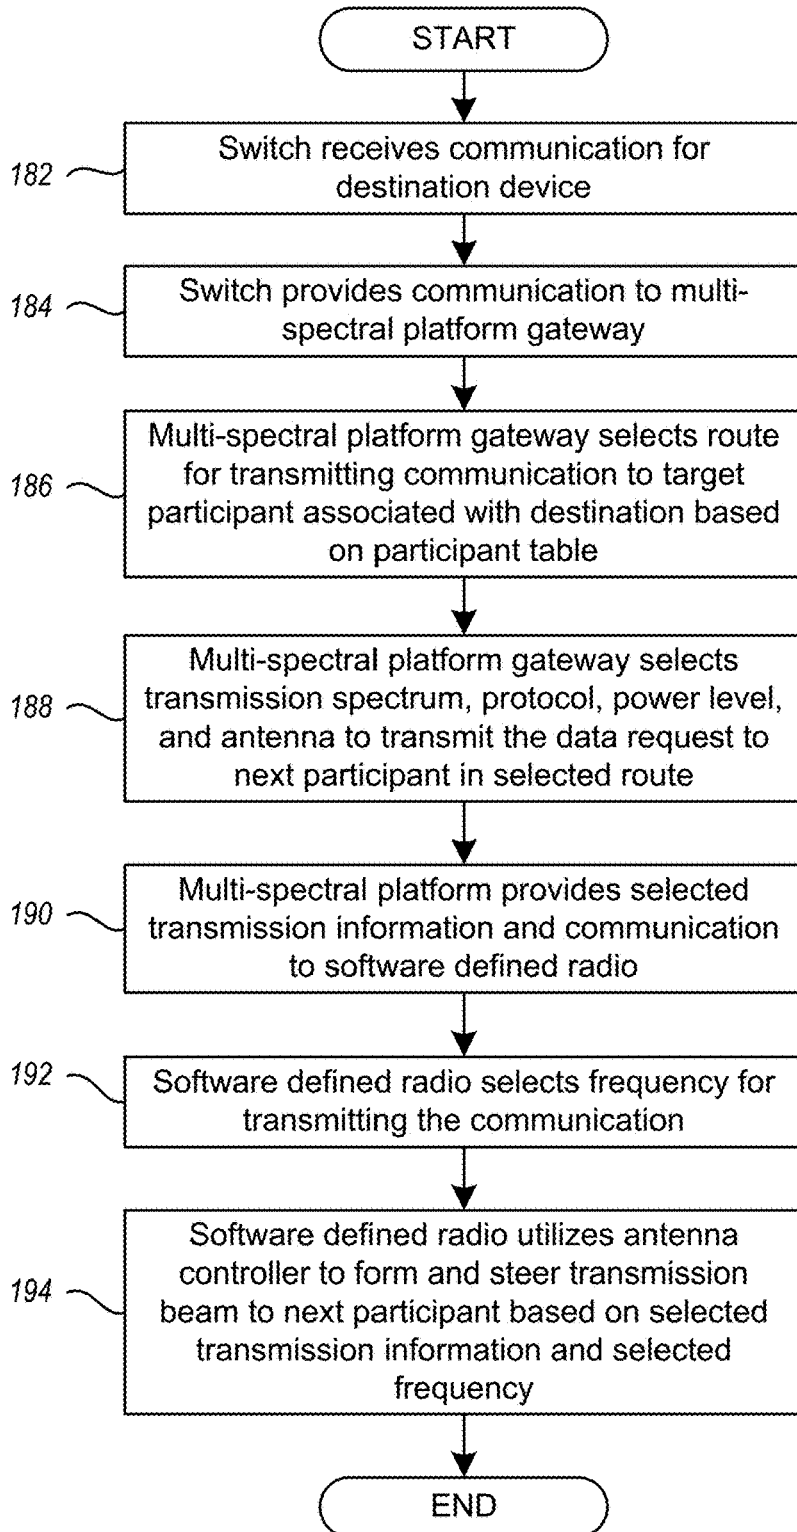 START
182
Switch receives communication for
destination device
184
Switch provides communication to multi-
spectral platform gateway
186
Multi-spectral platform gateway selects route
for transmitting communication to target
participant associated with destination based
on participant table
188
Multi-spectral platform gateway selects
transmission spectrum, protocol, power level,
and antenna to transmit the data request to
next participant in selected route
190
Multi-spectral platform provides selected
transmission information and communication
to software defined radio
192
Software defined radio selects frequency for
transmitting the communication
194
Software defined radio utilizes antenna
controller to form and steer transmission
beam to next participant based on selected
transmission information and selected
frequency
END